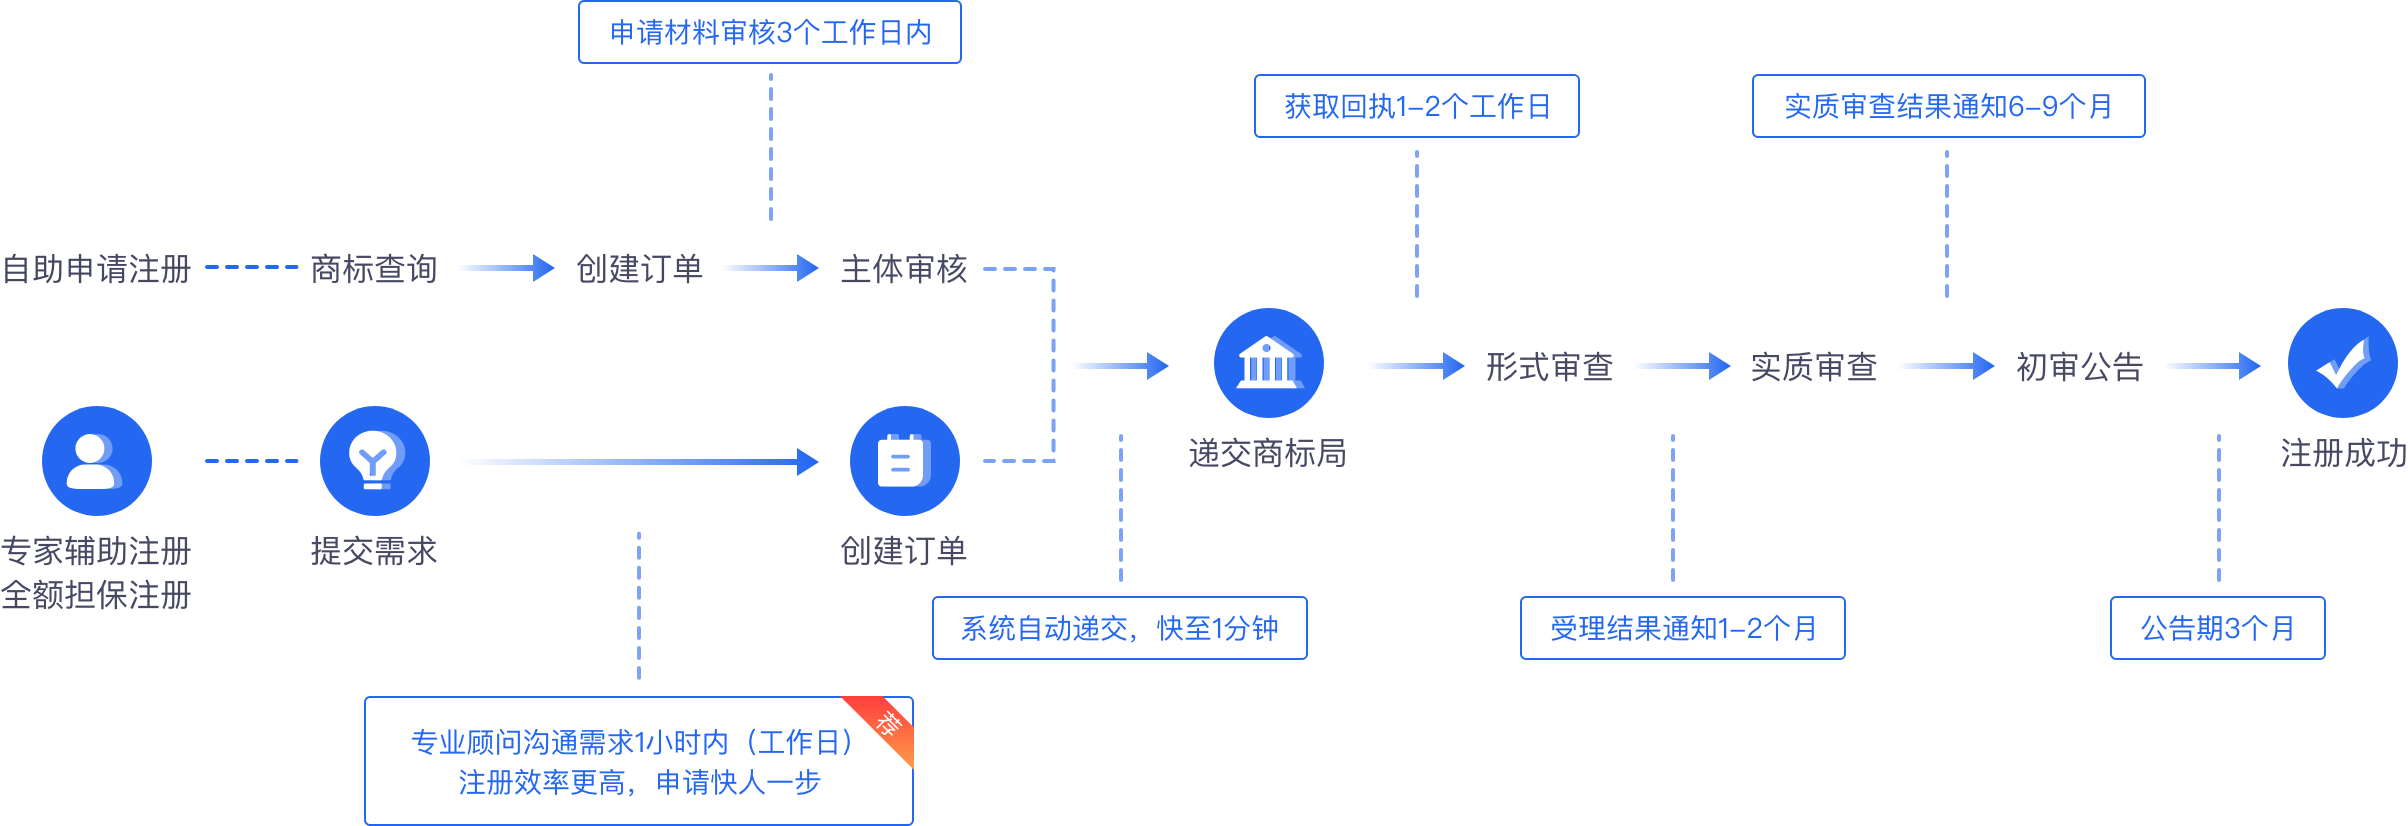 申请材料审核3个工作日内
获取回执1-2个工作日
实质审查结果通知6-9个月
自助申请注册
商标查询
创建订单
主体审核
形式审查
实质审查
初审公告
递交商标局
注册成功
专家辅助注册
全额担保注册
提交需求
创建订单
系统自动递交，快至1分钟
受理结果通知1-2个月
公告期3个月
荐
专业顾问沟通需求1小时内（工作日）
注册效率更高，申请快人一步